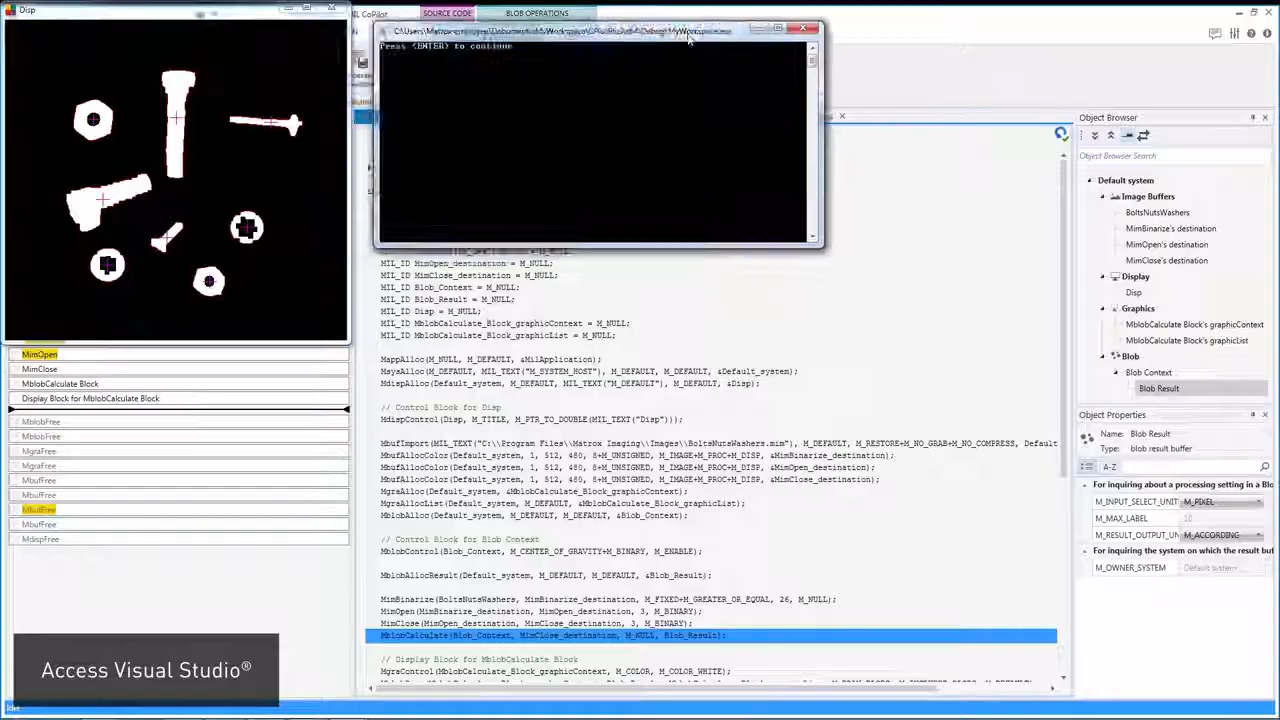 Disp
CoPilot
SOURCE CODE
BLOB OPERATIONS
Press <ENTER> to continue
MimOpen
MimClose
MblobCalculate Block
Display Block for MblobCalculate Block
MblobFree
MblobFree
MgraFree
MgraFree
MbufFree
MbufFree
MbufFree
MbufFree
MdispFree
MIL_ID MimOpen_destination = M_NULL;
MIL_ID MimClose_destination = M_NULL;
MIL_ID Blob_Context = M_NULL;
MIL_ID Blob_Result = M_NULL;
MIL_ID Disp = M_NULL;
MIL_ID MblobCalculate_Block_graphicContext = M_NULL;
MIL_ID MblobCalculate_Block_graphicList = M_NULL;
MappAlloc(M_NULL, M_DEFAULT, &MilApplication);
MsysAlloc(M_DEFAULT, MIL_TEXT("M_SYSTEM_HOST"), M_DEFAULT, M_DEFAULT, &Default_system);
MdispAlloc(Default_system, M_DEFAULT, MIL_TEXT("M_DEFAULT"), M_DEFAULT, &Disp);
// Control Block for Disp
MdispControl(Disp, M_TITLE, M_PTR_TO_DOUBLE(MIL_TEXT("Disp")));
MbufImport(MIL_TEXT("C:\\Program Files\\Matrox Imaging\\Images\\BoltsNutsWashers.mim"), M_DEFAULT, M_RESTORE+M_NO_GRAB+M_NO_COMPRESS, Default
MbufAllocColor(Default_system, 1, 512, 480, 8+M_UNSIGNED, M_IMAGE+M_PROC+M_DISP, &MimBinarize_destination);
MbufAllocColor(Default_system, 1, 512, 480, 8+M_UNSIGNED, M_IMAGE+M_PROC+M_DISP, &MimOpen_destination);
MbufAllocColor(Default_system, 1, 512, 480, 8+M_UNSIGNED, M_IMAGE+M_PROC+M_DISP, &MimClose_destination);
MgraAlloc(Default_system, &MblobCalculate_Block_graphicContext);
MgraAllocList(Default_system, M_DEFAULT, &MblobCalculate_Block_graphicList);
MblobAlloc(Default_system, M_DEFAULT, M_DEFAULT, &Blob_Context);
// Control Block for Blob Context
MblobControl(Blob_Context, M_CENTER_OF_GRAVITY+M_BINARY, M_ENABLE);
MblobAllocResult(Default_system, M_DEFAULT, M_DEFAULT, &Blob_Result);
MimBinarize(BoltsNutsWashers, MimBinarize_destination, M_FIXED+M_GREATER_OR_EQUAL, 26, M_NULL);
MimOpen(MimBinarize_destination, MimOpen_destination, 3, M_BINARY);
MimClose(MimOpen_destination, MimClose_destination, 3, M_BINARY);
MblobCalculate(Blob_Context, MimClose_destination, M_NULL, Blob_Result);
// Display Block for MblobCalculate Block
MgraControl(MblobCalculate_Block_graphicContext, M_COLOR, M_COLOR_WHITE);
Object Browser
Object Browser Search
Default system
Image Buffers
BoltsNutsWashers
MimBinarize's destination
MimOpen's destination
MimClose's destination
Display
Disp
Graphics
MblobCalculate Block's graphicContext
MblobCalculate Block's graphicList
Blob
Blob Context
Blob Result
Object Properties
Name: Blob Result
Type: blob result buffer
A-Z
For inquiring about a processing setting in a Blo
M_INPUT_SELECT_UNIT M_PIXEL
M_MAX_LABEL 10
M_RESULT_OUTPUT_UN M_ACCORDING
For inquiring the system on which the result buf
M_OWNER_SYSTEM Default system
Access Visual Studio®
Idle